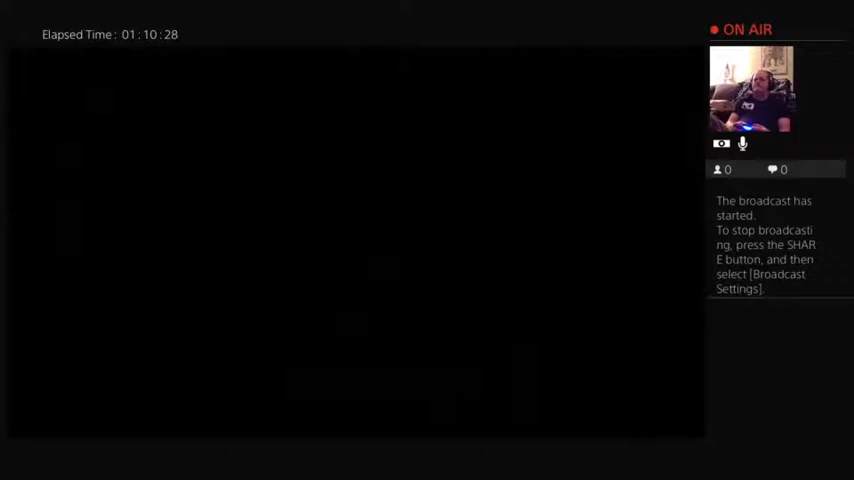 Elapsed Time: 01:10:28
ON AIR
0 0
The broadcast has
started.
To stop broadcasti
ng, press the SHAR
E button, and then
select [Broadcast
Settings].